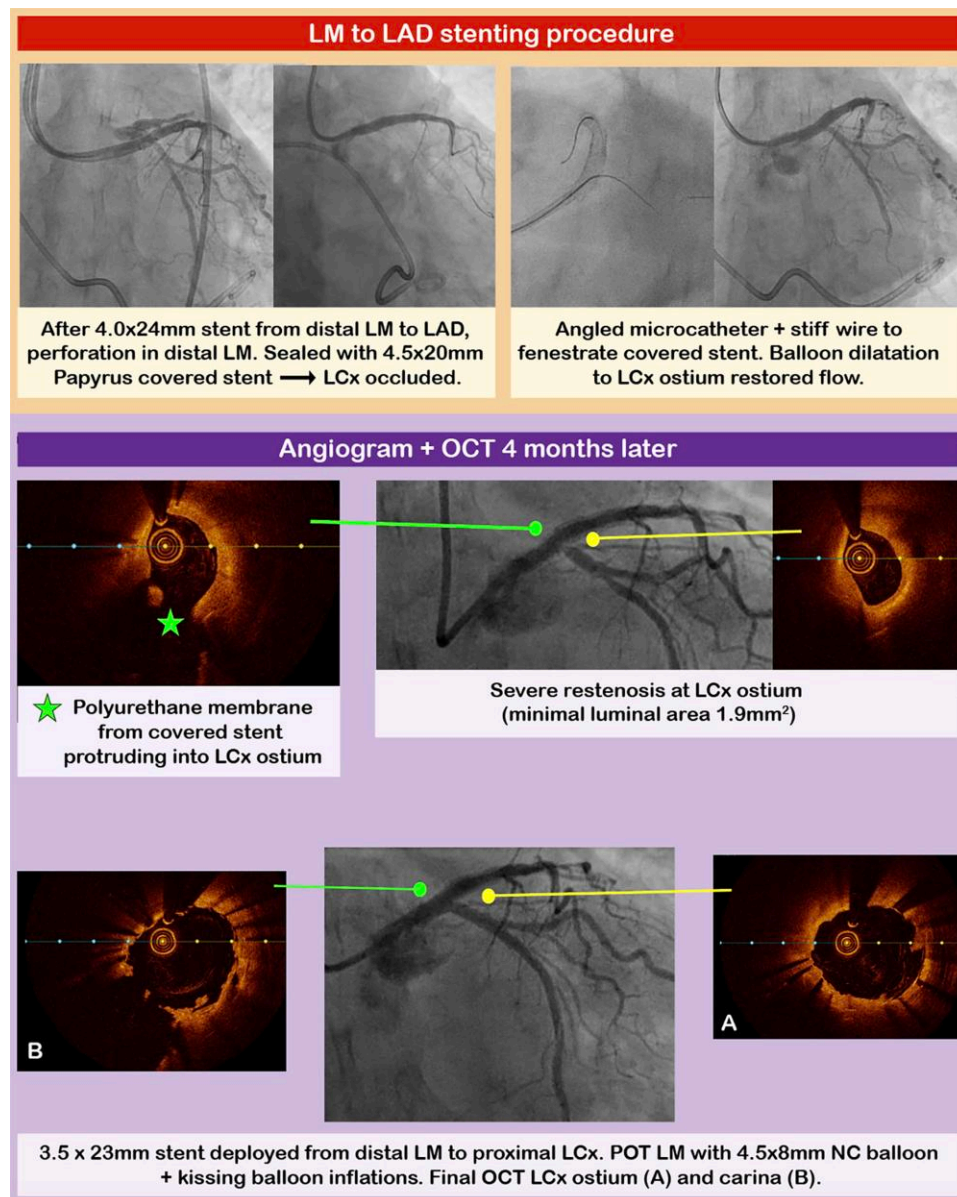 LM to LAD stenting procedure
After 4.0x24mm stent from distal LM to LAD,
perforation in distal LM. Sealed with 4.5x20mm
Papyrus covered stent ⟶ LCx occluded.
Angled microcatheter + stiff wire to
fenestrate covered stent. Balloon dilatation
to LCx ostium restored flow.
Angiogram + OCT 4 months later
Polyurethane membrane
from covered stent
protruding into LCx ostium
Severe restenosis at LCx ostium
(minimal luminal area 1.9mm²)
B
A
3.5 x 23mm stent deployed from distal LM to proximal LCx. POT LM with 4.5x8mm NC balloon
+ kissing balloon inflations. Final OCT LCx ostium (A) and carina (B).